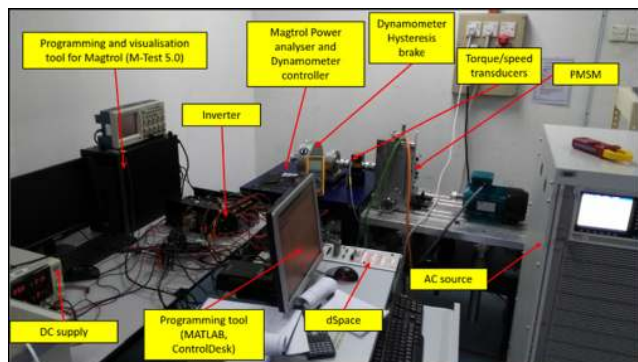 Programming and visualisation
tool for Magtrol (M-Test 5.0)
Magtrol Power
analyser and
Dynamometer
controller
Dynamometer
Hysteresis
brake
Torque/speed
transducers
PMSM
Inverter
DC supply
Programming tool
(MATLAB,
ControlDesk)
dSpace
AC source